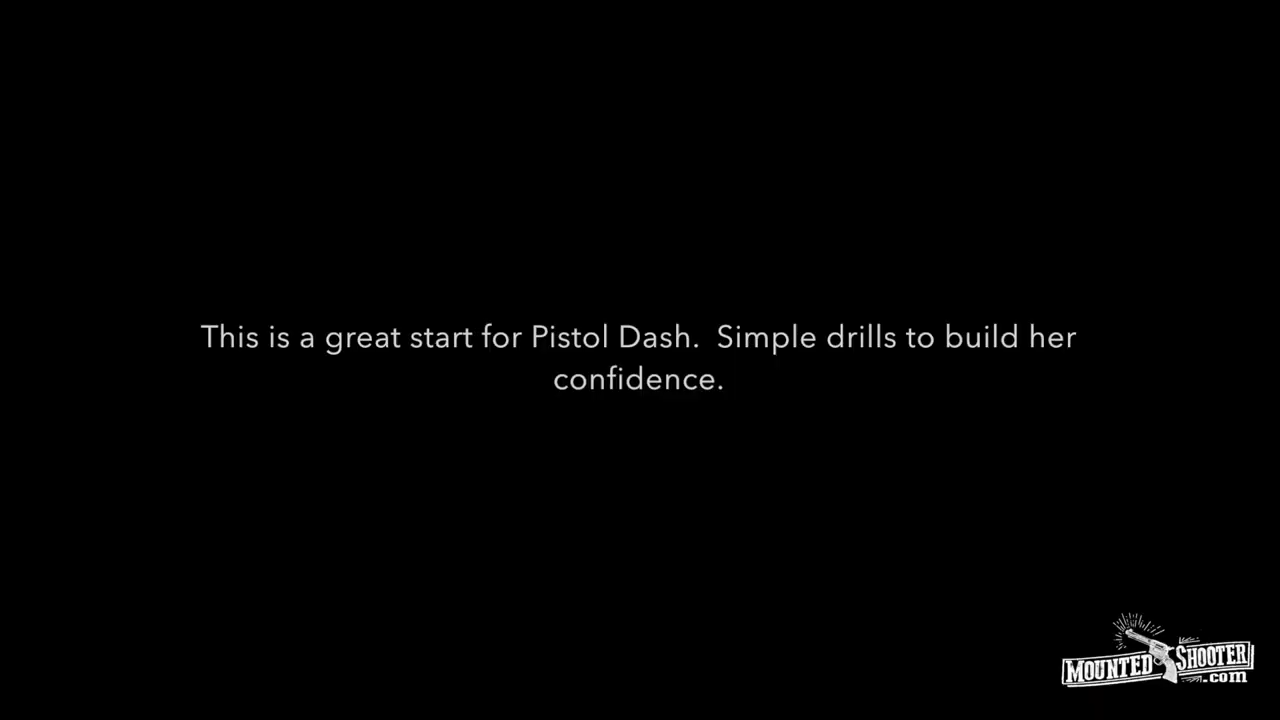 This is a great start for Pistol Dash.  Simple drills to build her
confidence.
MOUNTED SHOOTER
.com